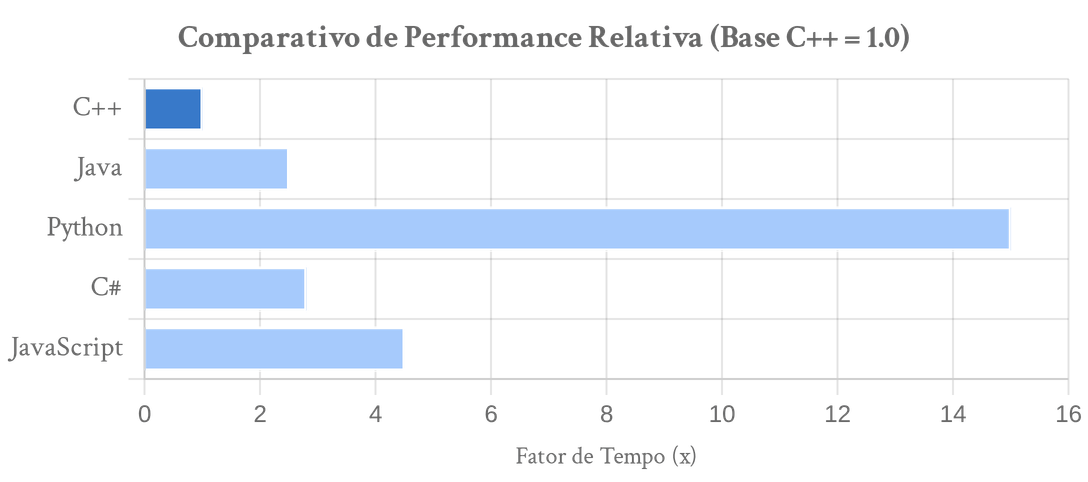 Comparativo de Performance Relativa (Base C++ = 1.0)
C++
Java
Python
C#
JavaScript
0 2 4 6 8 10 12 14 16
Fator de Tempo (x)